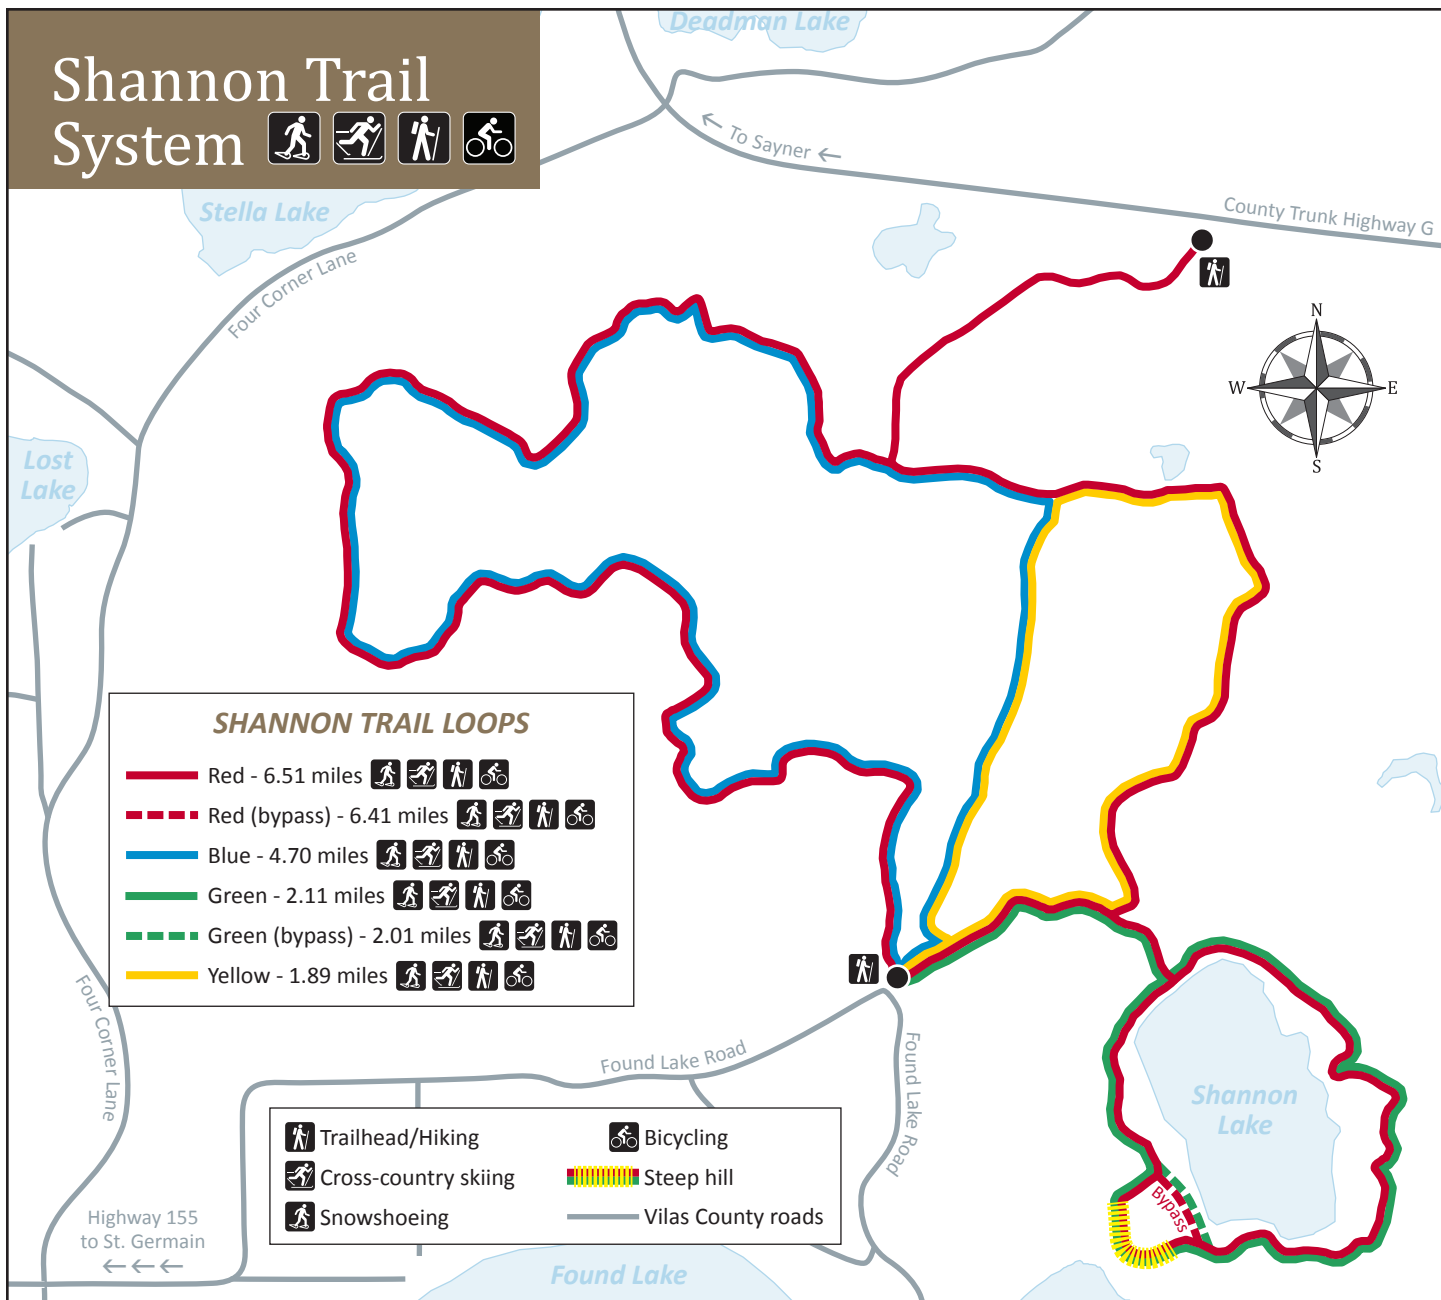 Shannon Trail
System
Deadman Lake
← To Sayner ←
County Trunk Highway G
Stella Lake
Four Corner Lane
N
W
E
S
Lost
Lake
SHANNON TRAIL LOOPS
Red - 6.51 miles
Red (bypass) - 6.41 miles
Blue - 4.70 miles
Green - 2.11 miles
Green (bypass) - 2.01 miles
Yellow - 1.89 miles
Four Corner Lane
Found Lake Road
Found Lake Road
Shannon
Lake
Bypass
Trailhead/Hiking
Cross-country skiing
Snowshoeing
Bicycling
Steep hill
Vilas County roads
Highway 155
to St. Germain
←←←
Found Lake